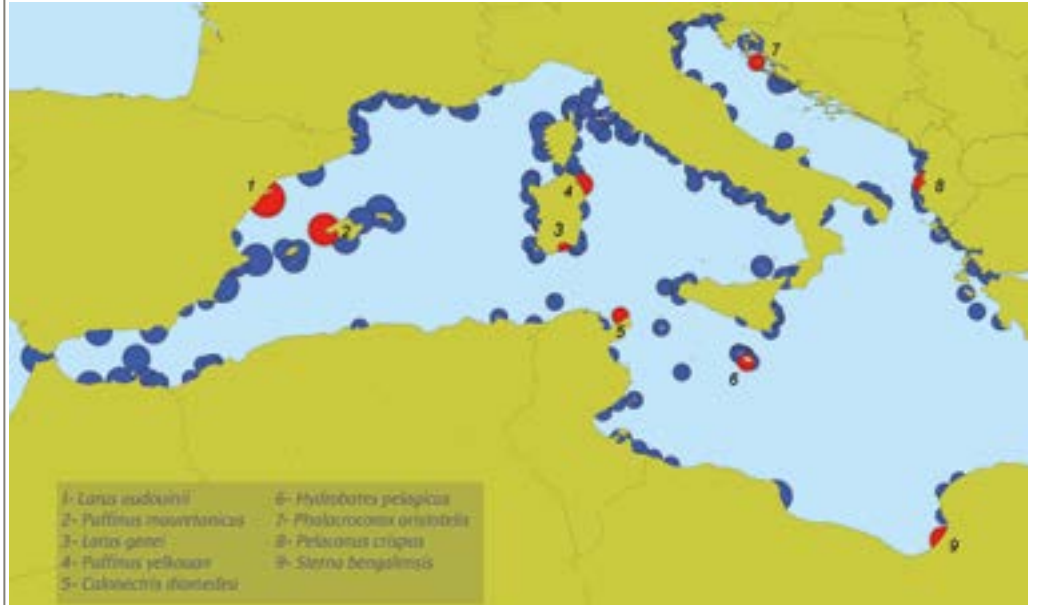 1
2
3
4
5
6
7
8
9
1- Larus audouinii
2- Puffinus mauretanicus
3- Larus genei
4- Puffinus yelkouan
5- Calonectris diomedea
6- Hydrobates pelagicus
7- Phalacrocorax aristotelis
8- Pelacanus crispus
9- Sterna bengalensis